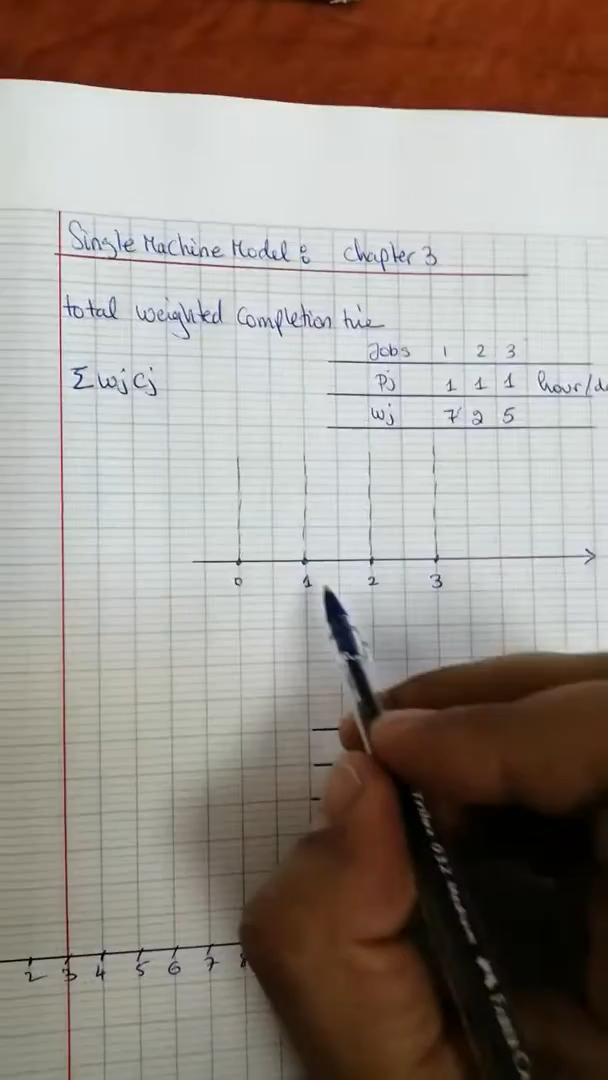 Single Machine Model : Chapter 3
total weighted completion
Σ wj Cj
Jobs 1 2 3
Pj 1 1 1 hour/
wj 7 2 5
0 1 2 3
2 3 4 5 6 7 8